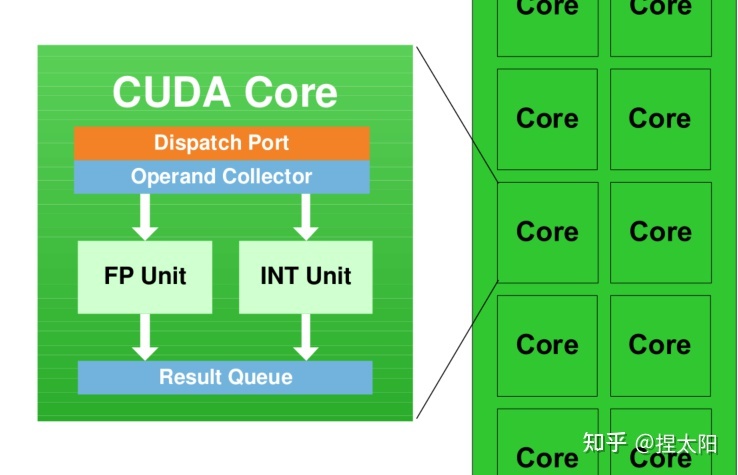 CUDA Core
Dispatch Port
Operand Collector
FP Unit INT Unit
Result Queue
Core Core
Core Core
Core Core
Core Core
Core Core
知乎 @捏太阳